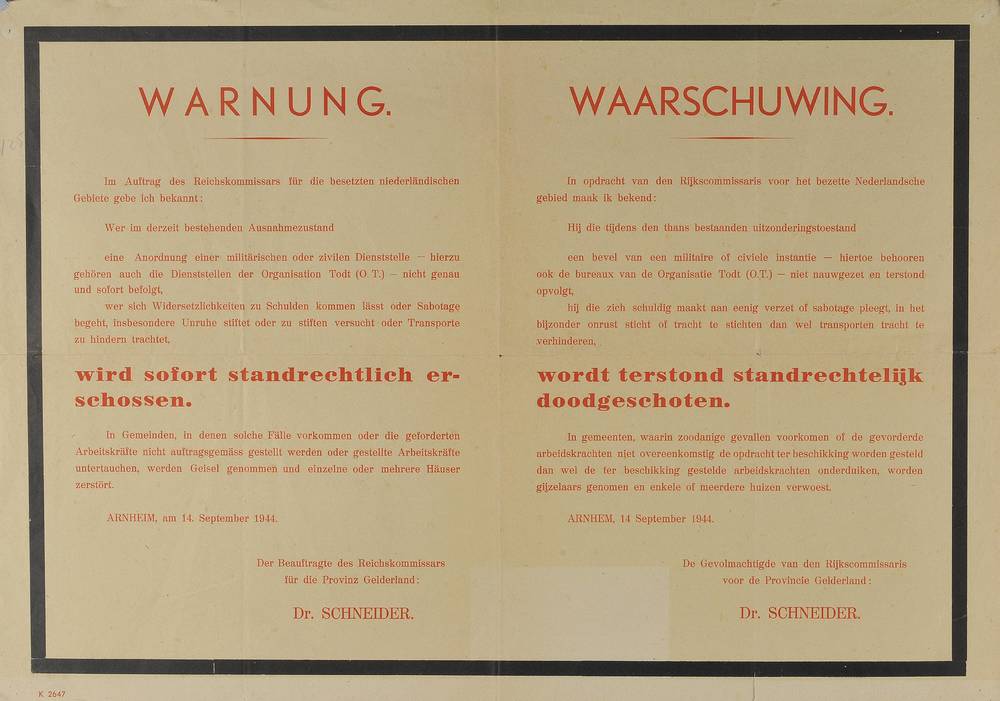 WARNUNG.
Im Auftrag des Reichskommissars für die besetzten niederländischen
Gebiete gebe ich bekannt:
Wer im derzeit bestehenden Ausnahmezustand
eine Anordnung einer militärischen oder zivilen Dienststelle — hierzu
gehören auch die Dienststellen der Organisation Todt (O. T.) — nicht genau
und sofort befolgt,
wer sich Widersetzlichkeiten zu Schulden kommen lässt oder Sabotage
begeht, insbesondere Unruhe stiftet oder zu stiften versucht oder Transporte
zu hindern trachtet,
wird sofort standrechtlich er-
schossen.
In Gemeinden, in denen solche Fälle vorkommen oder die geforderten
Arbeitskräfte nicht auftragsgemäss gestellt werden oder gestellte Arbeitskräfte
untertauchen, werden Geisel genommen und einzelne oder mehrere Häuser
zerstört.
ARNHEIM, am 14. September 1944.
Der Beauftragte des Reichskommissars
für die Provinz Gelderland:
Dr. SCHNEIDER.
WAARSCHUWING.
In opdracht van den Rijkscommissaris voor het bezette Nederlandsche
gebied maak ik bekend:
Hij die tijdens den thans bestaanden uitzonderingstoestand
een bevel van een militaire of civiele instantie — hiertoe behooren
ook de bureaux van de Organisatie Todt (O.T.) — niet nauwgezet en terstond
opvolgt,
hij die zich schuldig maakt aan eenig verzet of sabotage pleegt, in het
bijzonder onrust sticht of tracht te stichten dan wel transporten tracht te
verhinderen,
wordt terstond standrechtelijk
doodgeschoten.
In gemeenten, waarin zoodanige gevallen voorkomen of de gevorderde
arbeidskrachten niet overeenkomstig de opdracht ter beschikking worden gesteld
dan wel de ter beschikking gestelde arbeidskrachten onderduiken, worden
gijzelaars genomen en enkele of meerdere huizen verwoest.
ARNHEM, 14 September 1944.
De Gevolmachtigde van den Rijkscommissaris
voor de Provincie Gelderland:
Dr. SCHNEIDER.
K 2647